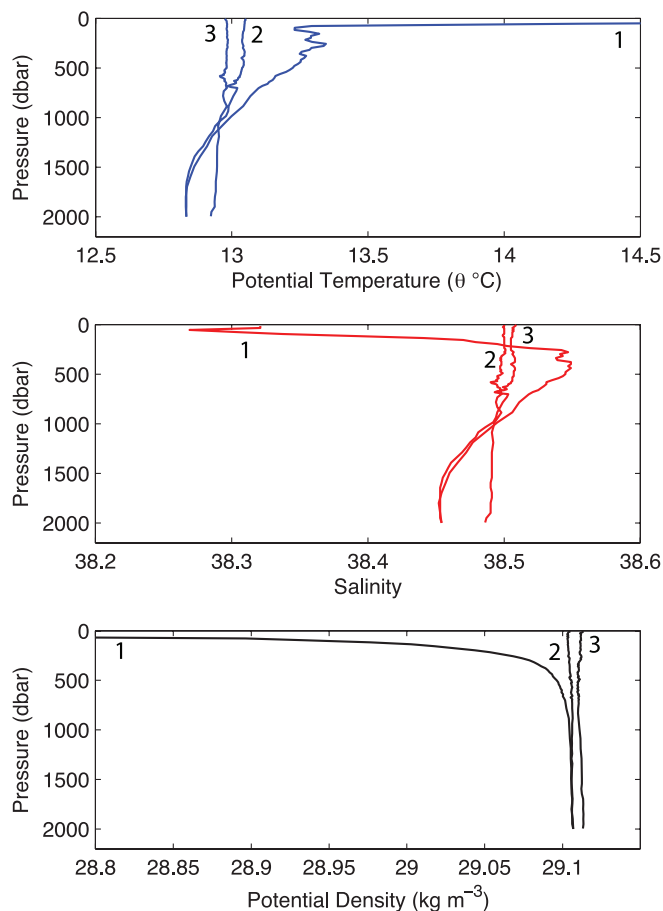 0
500
1000
1500
2000
Pressure (dbar)
3 2
1
12.5 13 13.5 14 14.5
Potential Temperature (θ °C)
0
500
1000
1500
2000
Pressure (dbar)
1
2
3
38.2 38.3 38.4 38.5 38.6
Salinity
0
500
1000
1500
2000
Pressure (dbar)
1
2 3
28.8 28.85 28.9 28.95 29 29.05 29.1
Potential Density (kg m⁻³)